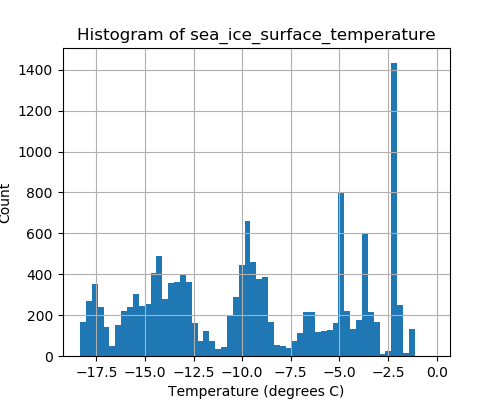 Histogram of sea_ice_surface_temperature
1400
1200
1000
800
600
400
200
0
Count
−17.5 −15.0 −12.5 −10.0 −7.5 −5.0 −2.5 0.0
Temperature (degrees C)